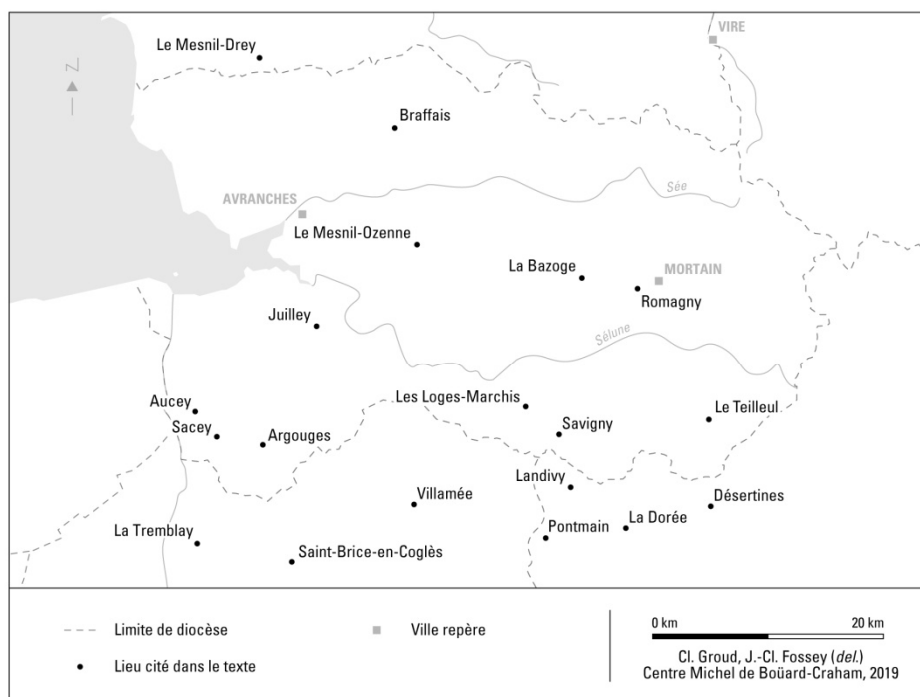 VIRE
Le Mesnil-Drey
N
Braffais
Sée
AVRANCHES
Le Mesnil-Ozenne
La Bazoge
MORTAIN
Romagny
Juilley
Sélune
Les Loges-Marchis
Aucey
Le Teilleul
Sacey
Argouges
Savigny
Landivy
Villamée
Désertines
La Dorée
La Tremblay
Pontmain
Saint-Brice-en-Coglès
Limite de diocèse
Ville repère
Lieu cité dans le texte
0 km 20 km
Cl. Groud, J.-Cl. Fossey (del.)
Centre Michel de Boüard-Craham, 2019